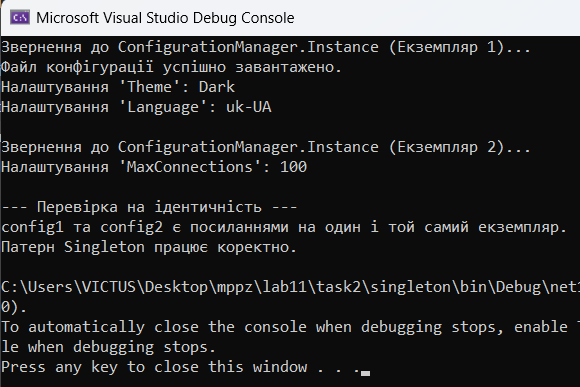 Microsoft Visual Studio Debug Console
Звернення до ConfigurationManager.Instance (Екземпляр 1)...
Файл конфігурації успішно завантажено.
Налаштування 'Theme': Dark
Налаштування 'Language': uk-UA
Звернення до ConfigurationManager.Instance (Екземпляр 2)...
Налаштування 'MaxConnections': 100
--- Перевірка на ідентичність ---
config1 та config2 є посиланнями на один і той самий екземпляр.
Патерн Singleton працює коректно.
C:\Users\VICTUS\Desktop\mppz\lab11\task2\singleton\bin\Debug\net1
0).
To automatically close the console when debugging stops, enable
le when debugging stops.
Press any key to close this window . . .